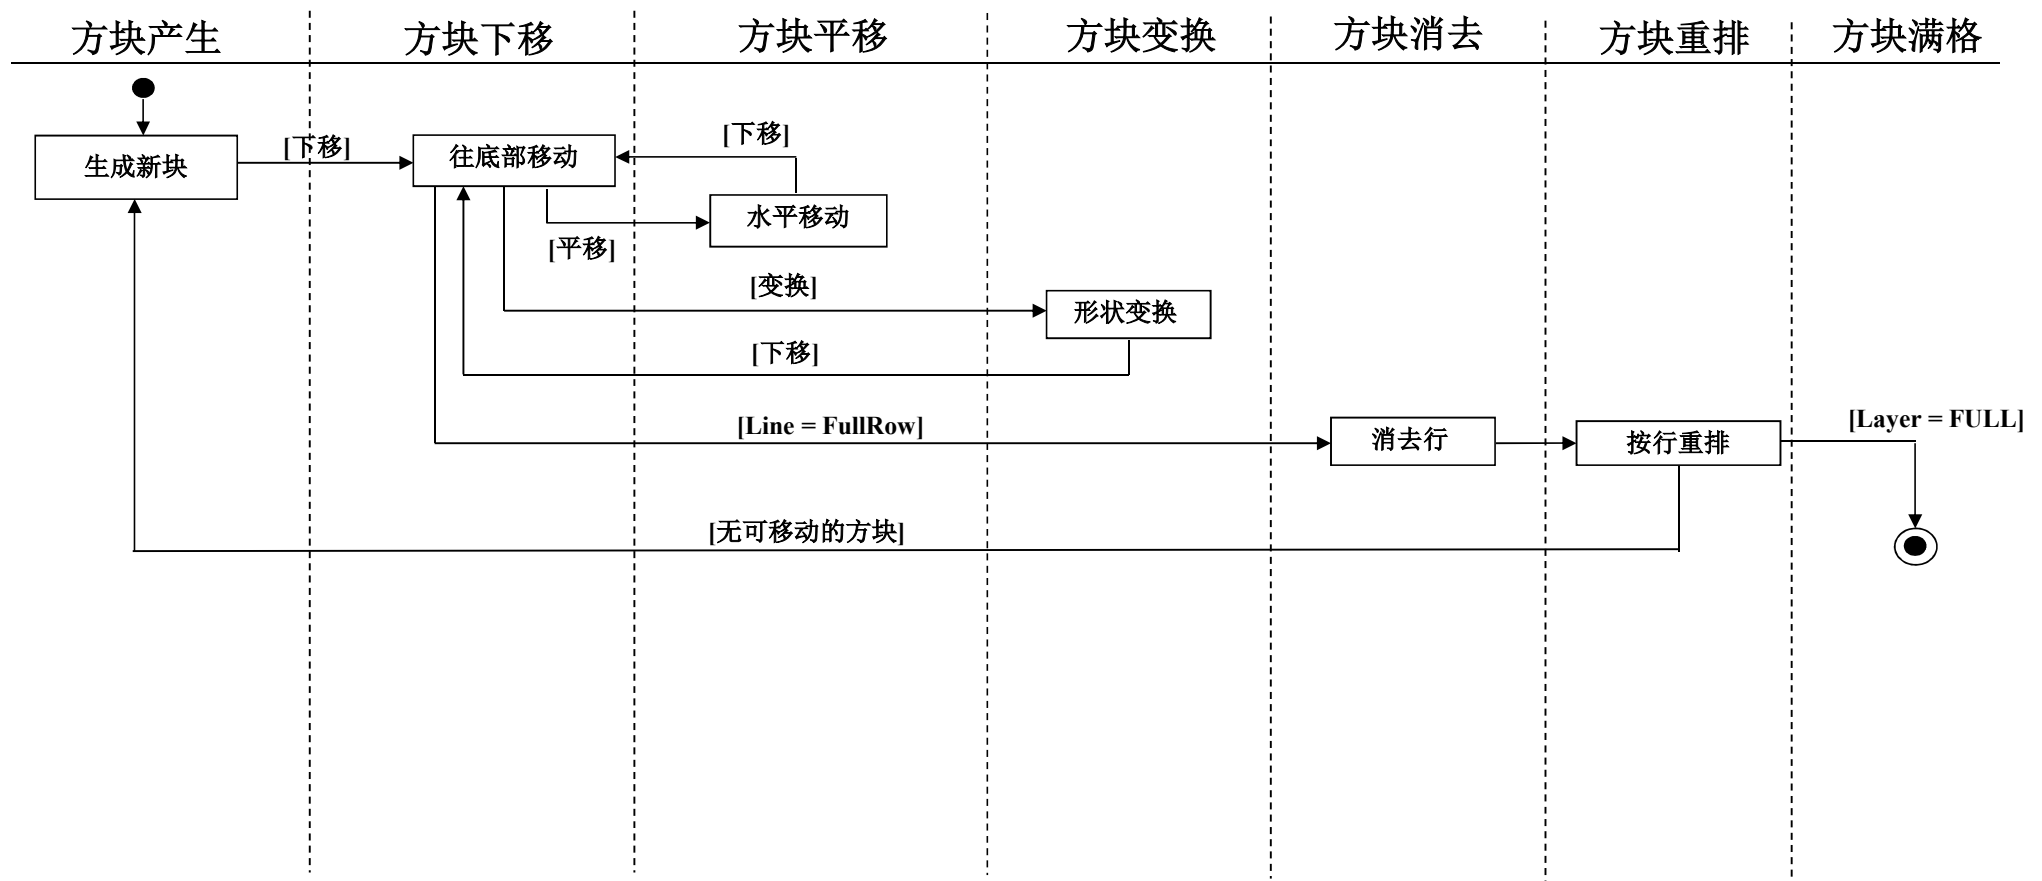 方块产生
方块下移
方块平移
方块变换
方块消去
方块重排
方块满格
生成新块
[下移]
往底部移动
[下移]
水平移动
[平移]
[变换]
形状变换
[下移]
[Line = FullRow]
消去行
按行重排
[Layer = FULL]
[无可移动的方块]